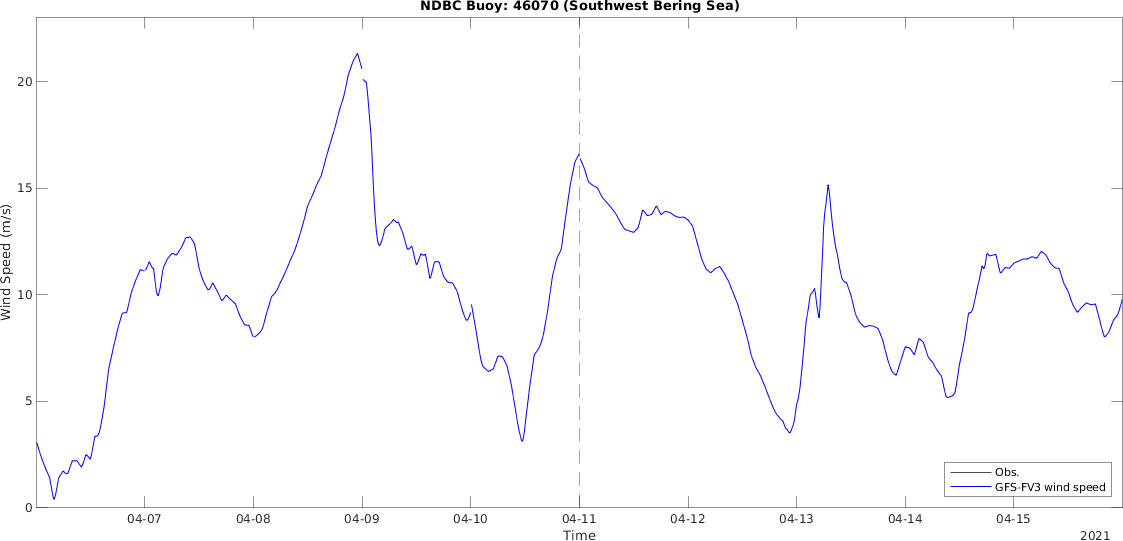 NDBC Buoy: 46070 (Southwest Bering Sea)
Wind Speed (m/s)
20
15
10
5
0
04-07 04-08 04-09 04-10 04-11 04-12 04-13 04-14 04-15
Time
2021
Obs.
GFS-FV3 wind speed